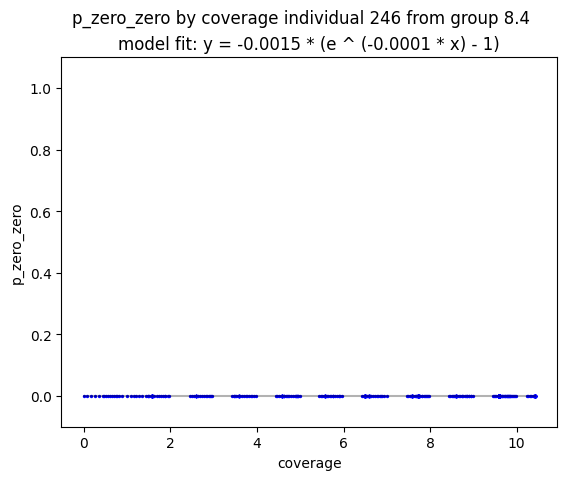 p_zero_zero by coverage individual 246 from group 8.4
model fit: y = -0.0015 * (e ^ (-0.0001 * x) - 1)
1.0
0.8
0.6
0.4
0.2
0.0
p_zero_zero
0 2 4 6 8 10
coverage